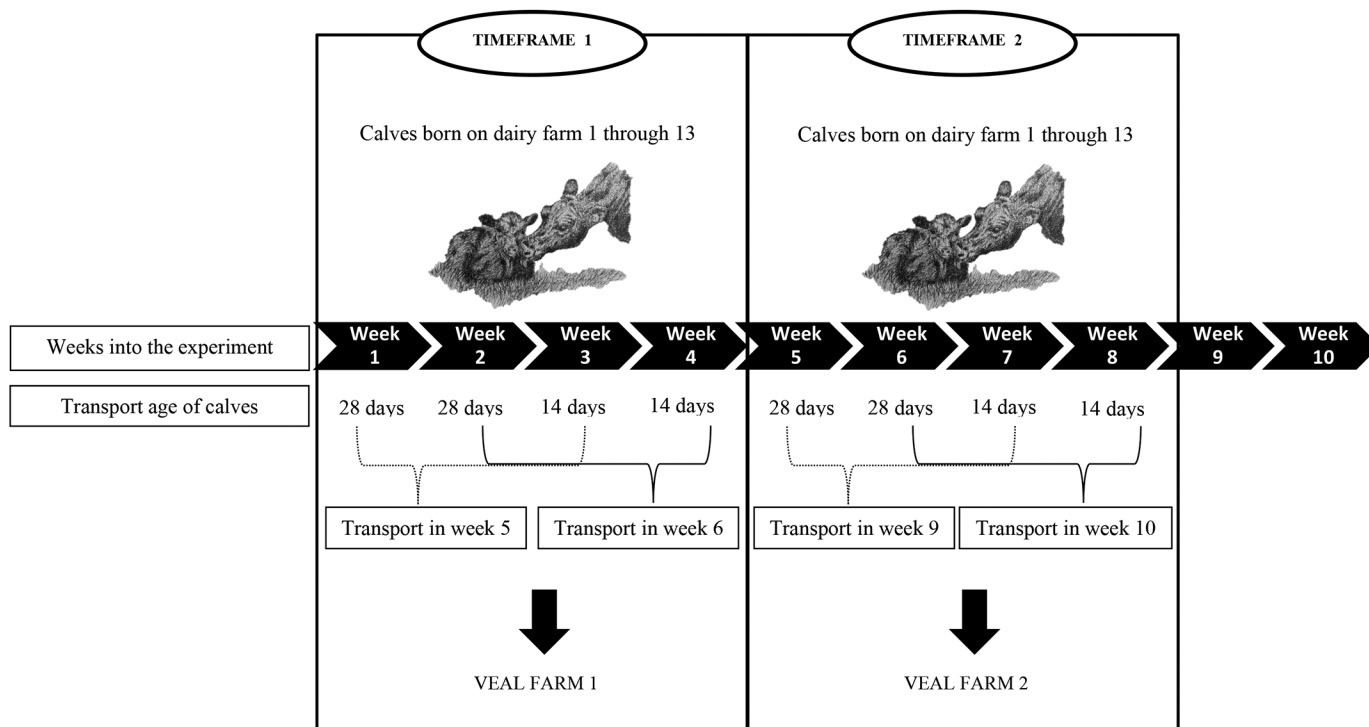 TIMEFRAME 1
TIMEFRAME 2
Calves born on dairy farm 1 through 13
Calves born on dairy farm 1 through 13
Weeks into the experiment
Week 1
Week 2
Week 3
Week 4
Week 5
Week 6
Week 7
Week 8
Week 9
Week 10
Transport age of calves
28 days
28 days
14 days
14 days
28 days
28 days
14 days
14 days
Transport in week 5
Transport in week 6
Transport in week 9
Transport in week 10
VEAL FARM 1
VEAL FARM 2